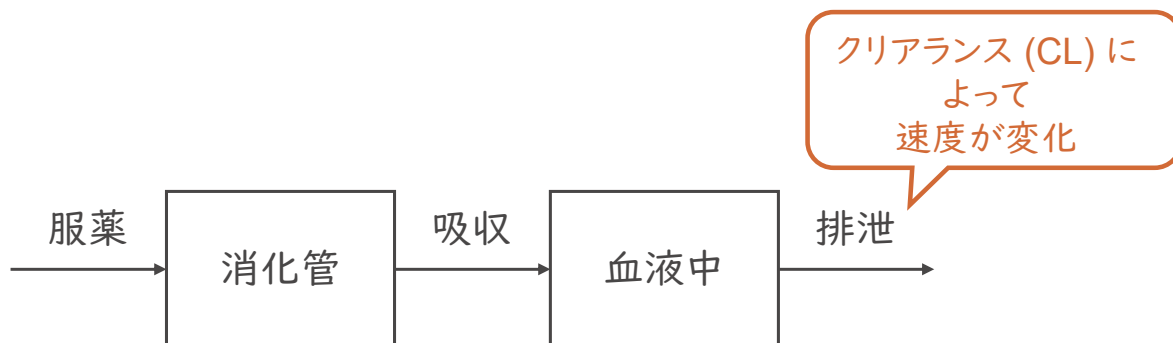 クリアランス (CL) に
よって
速度が変化
服薬
消化管
吸収
血液中
排泄